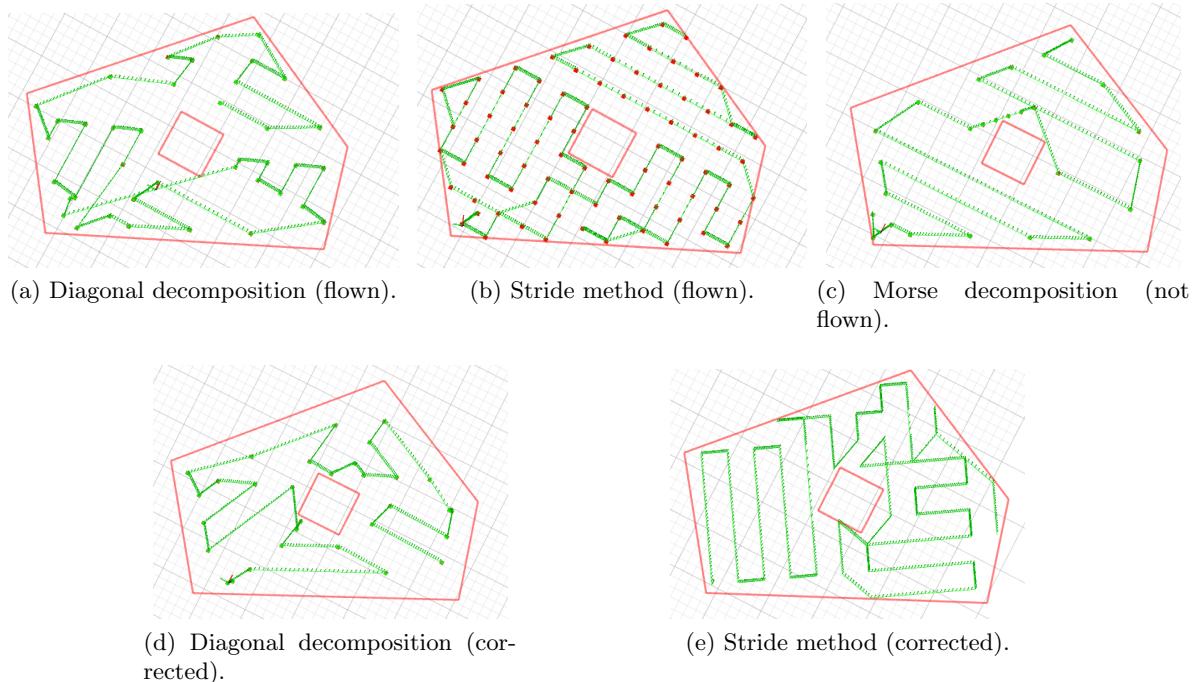 (a) Diagonal decomposition (flown).
(b) Stride method (flown).
(c) Morse decomposition (not
flown).
(d) Diagonal decomposition (cor-
rected).
(e) Stride method (corrected).